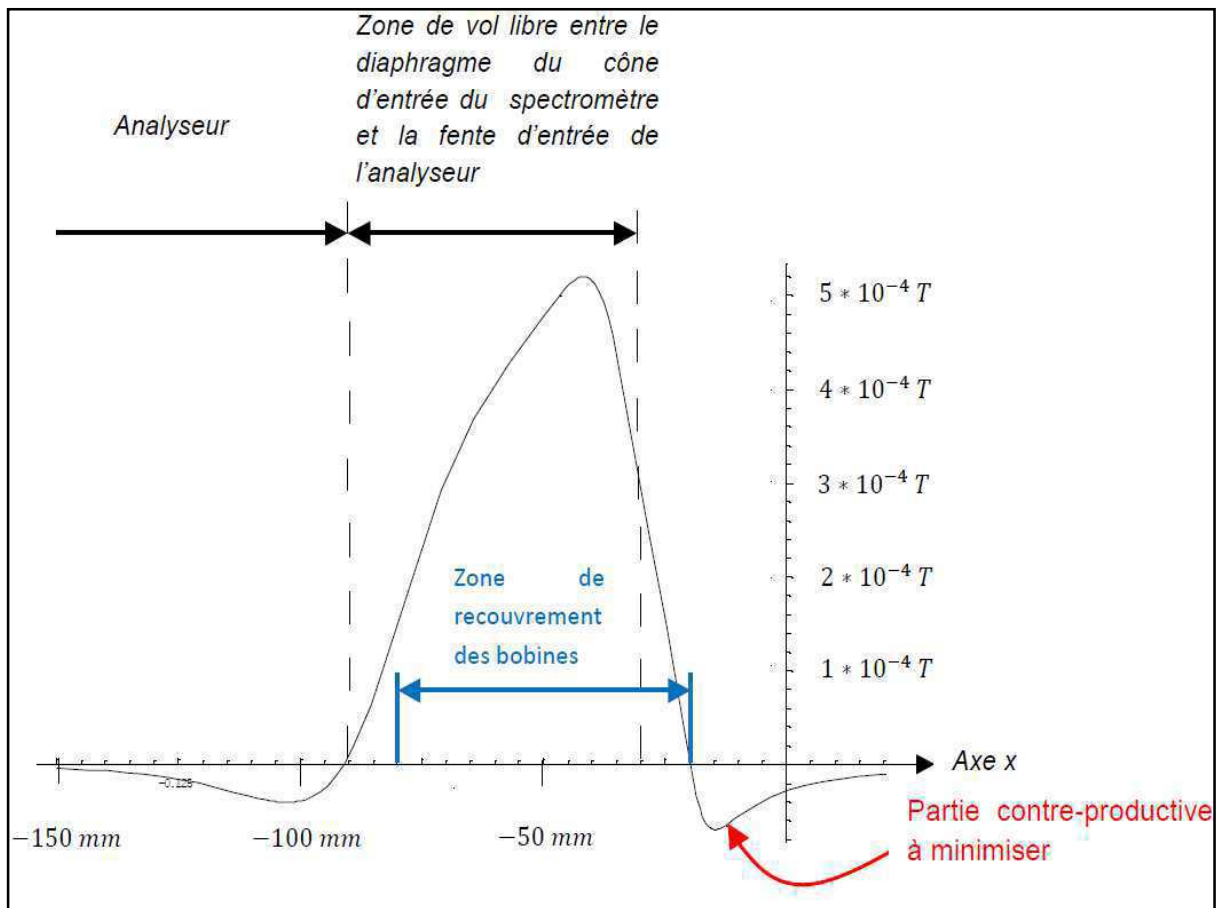 Zone de vol libre entre le
diaphragme du cône
d'entrée du spectromètre
et la fente d'entrée de
l'analyseur
Analyseur
5 * 10⁻⁴ T
4 * 10⁻⁴ T
3 * 10⁻⁴ T
2 * 10⁻⁴ T
1 * 10⁻⁴ T
Zone de
recouvrement
des bobines
Axe x
-0.125
−150 mm
−100 mm
−50 mm
Partie contre-productive
à minimiser